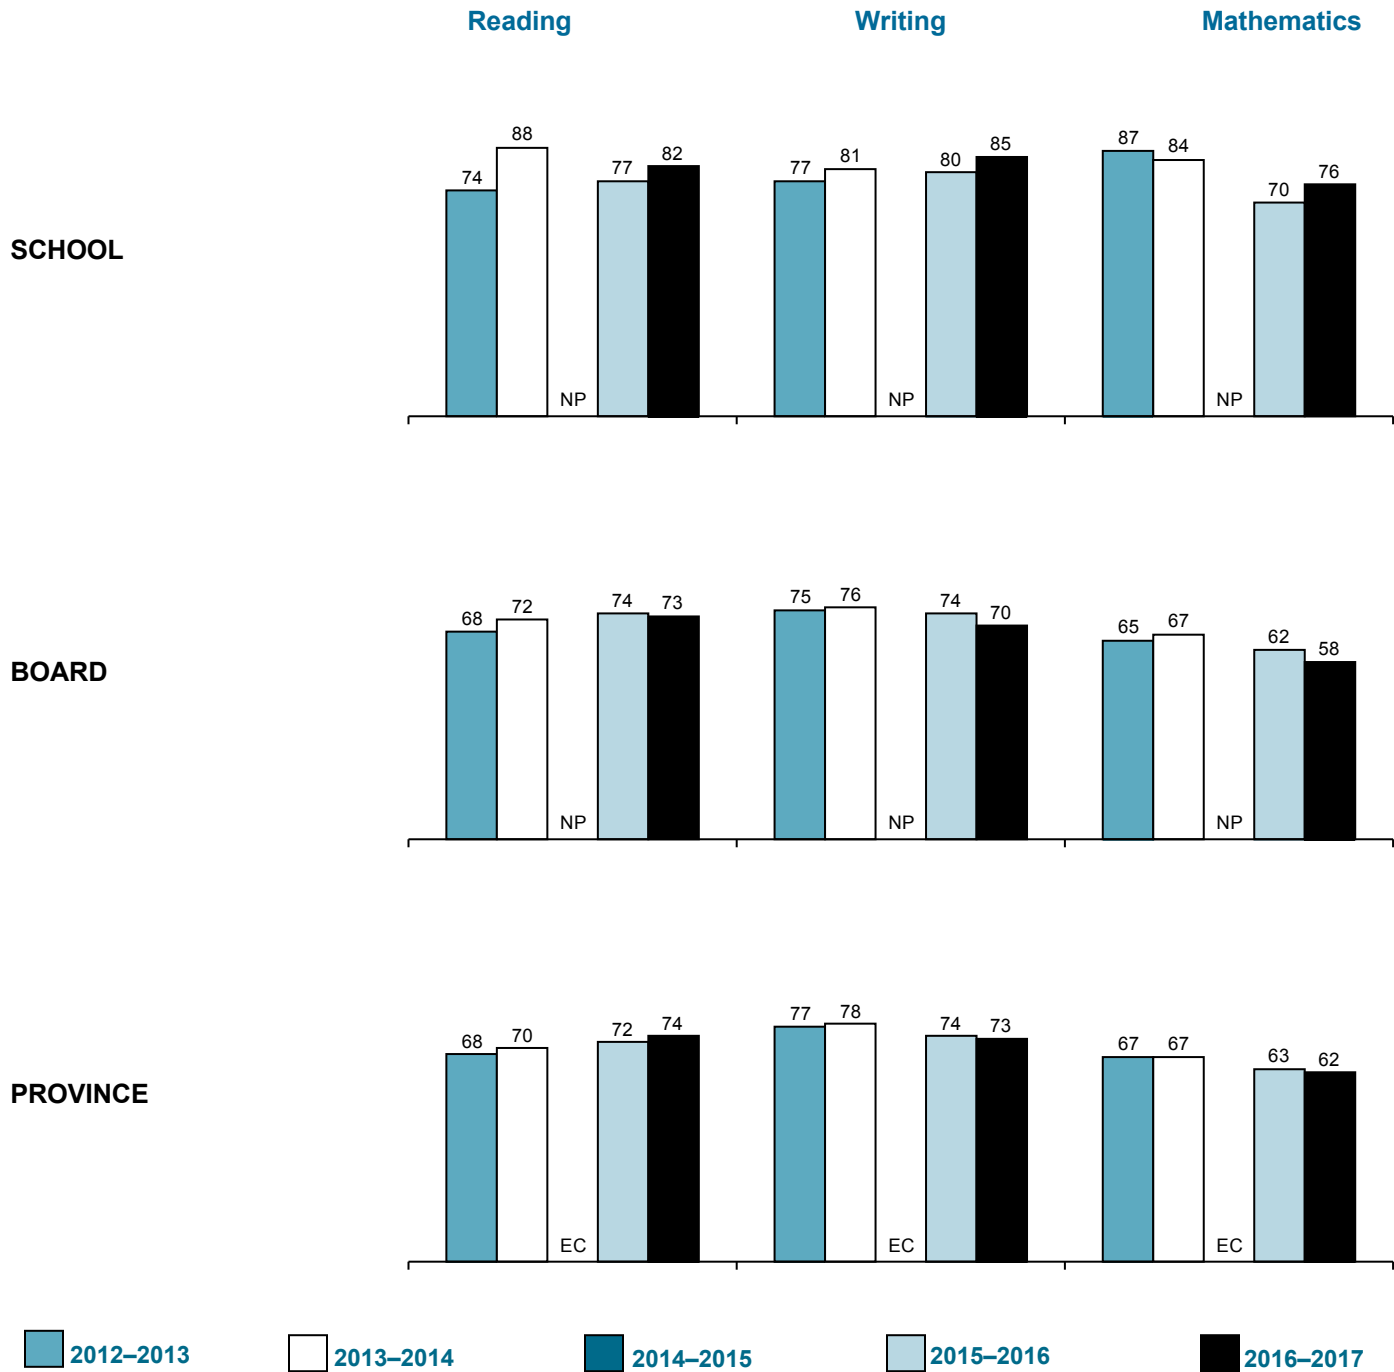 Reading Writing Mathematics
SCHOOL
74 88 NP 77 82 77 81 NP 80 85 87 84 NP 70 76
BOARD
68 72 NP 74 73 75 76 NP 74 70 65 67 NP 62 58
PROVINCE
68 70 EC 72 74 77 78 EC 74 73 67 67 EC 63 62
2012–2013 2013–2014 2014–2015 2015–2016 2016–2017